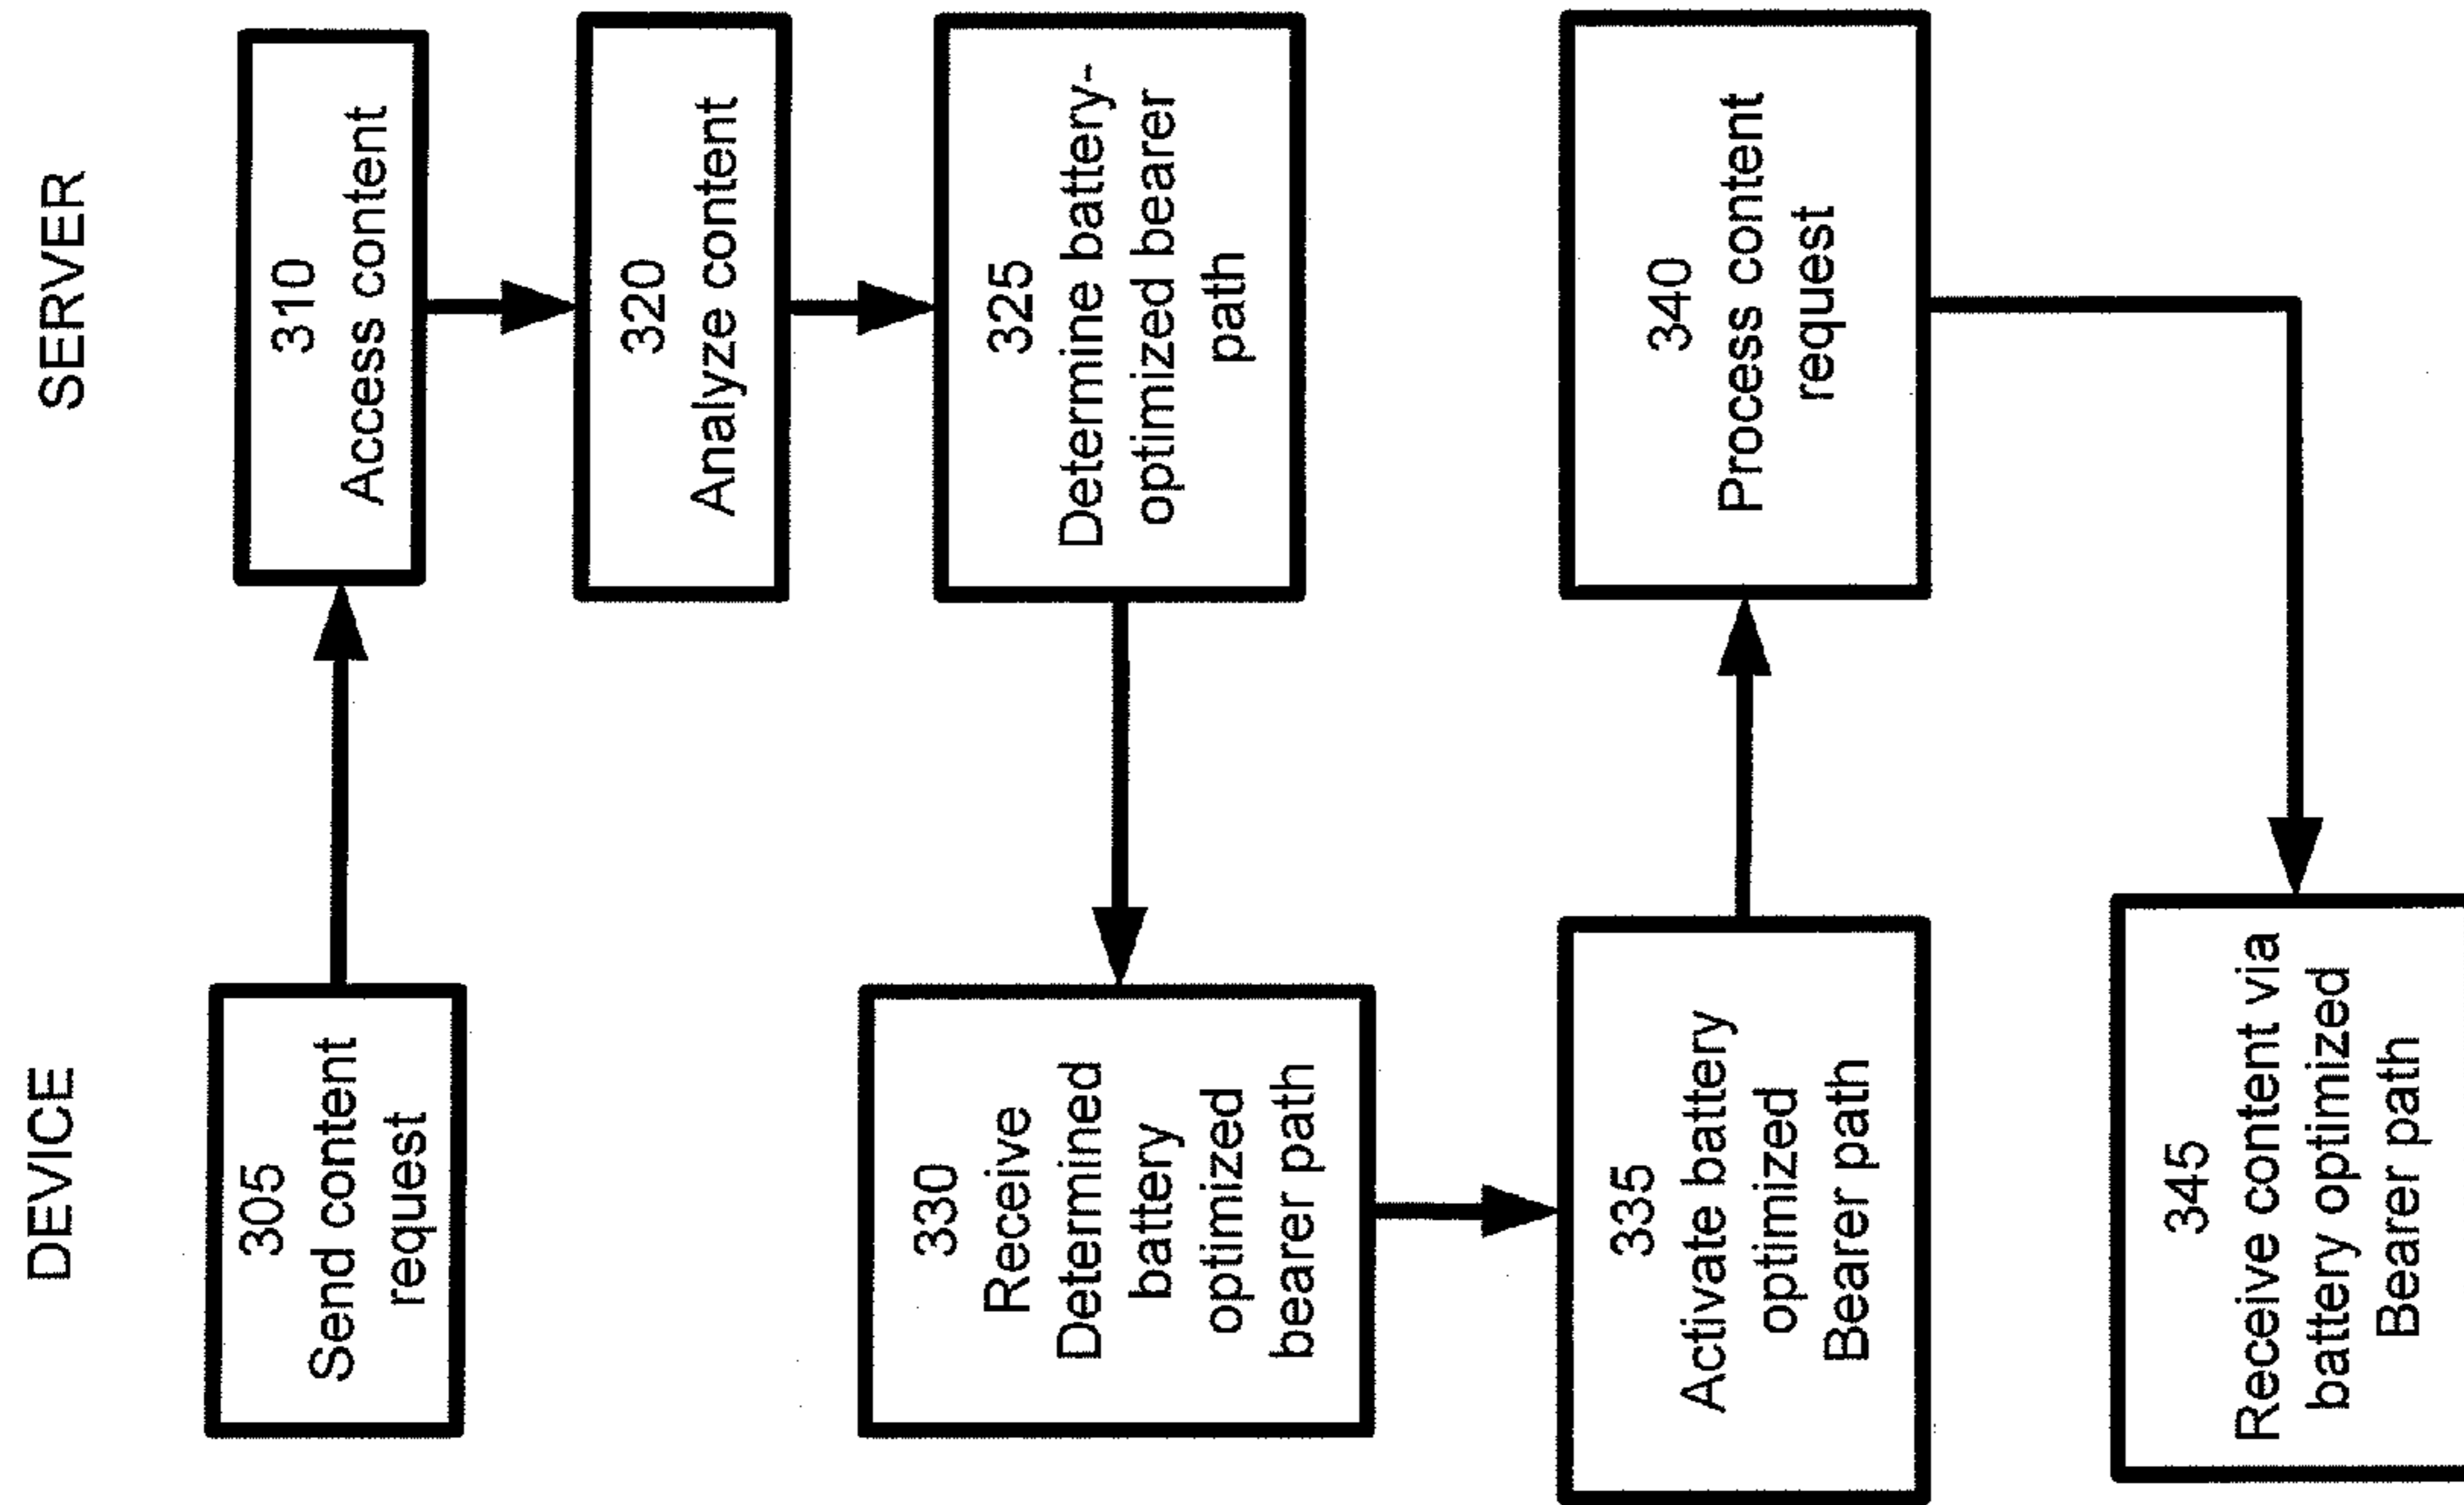 DEVICE
SERVER
305
Send content
request
310
Access content
320
Analyze content
325
Determine battery-
optimized bearer
path
330
Receive
Determined
battery
optimized
bearer path
335
Activate battery
optimized
Bearer path
340
Process content
request
345
Receive content via
battery optimized
Bearer path